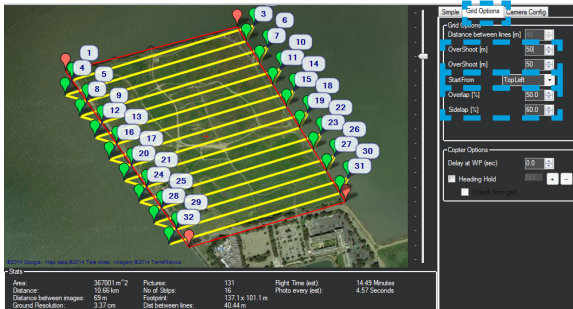 Simple Grid Options Camera Config
Grid Options
Distance between lines [m]
OverShoot [m] 50
OverShoot [m] 50
StartFrom TopLeft
Overlap [%] 50.0
Sidelap [%] 60.0
Copter Options
Delay at WP (sec) 0.0
Heading Hold
+ -
3
6
7
10
1
11
14
4
5
15
18
8
9
19
22
12
13
23
26
16
17
27
30
20
21
31
24
25
28
29
32
©2014 Google - Map data ©2014 Tele Atlas, Imagery ©2014 TerraMetrics
Stats
Area: 367001 m^2 Pictures: 131 Flight Time (est): 14:49 Minutes
Distance: 10.66 km No of Strips: 16 Photo every (est): 4.57 Seconds
Distance between images: 69 m Footprint: 137.1 x 101.1 m
Ground Resolution: 3.37 cm Dist between lines: 40.44 m